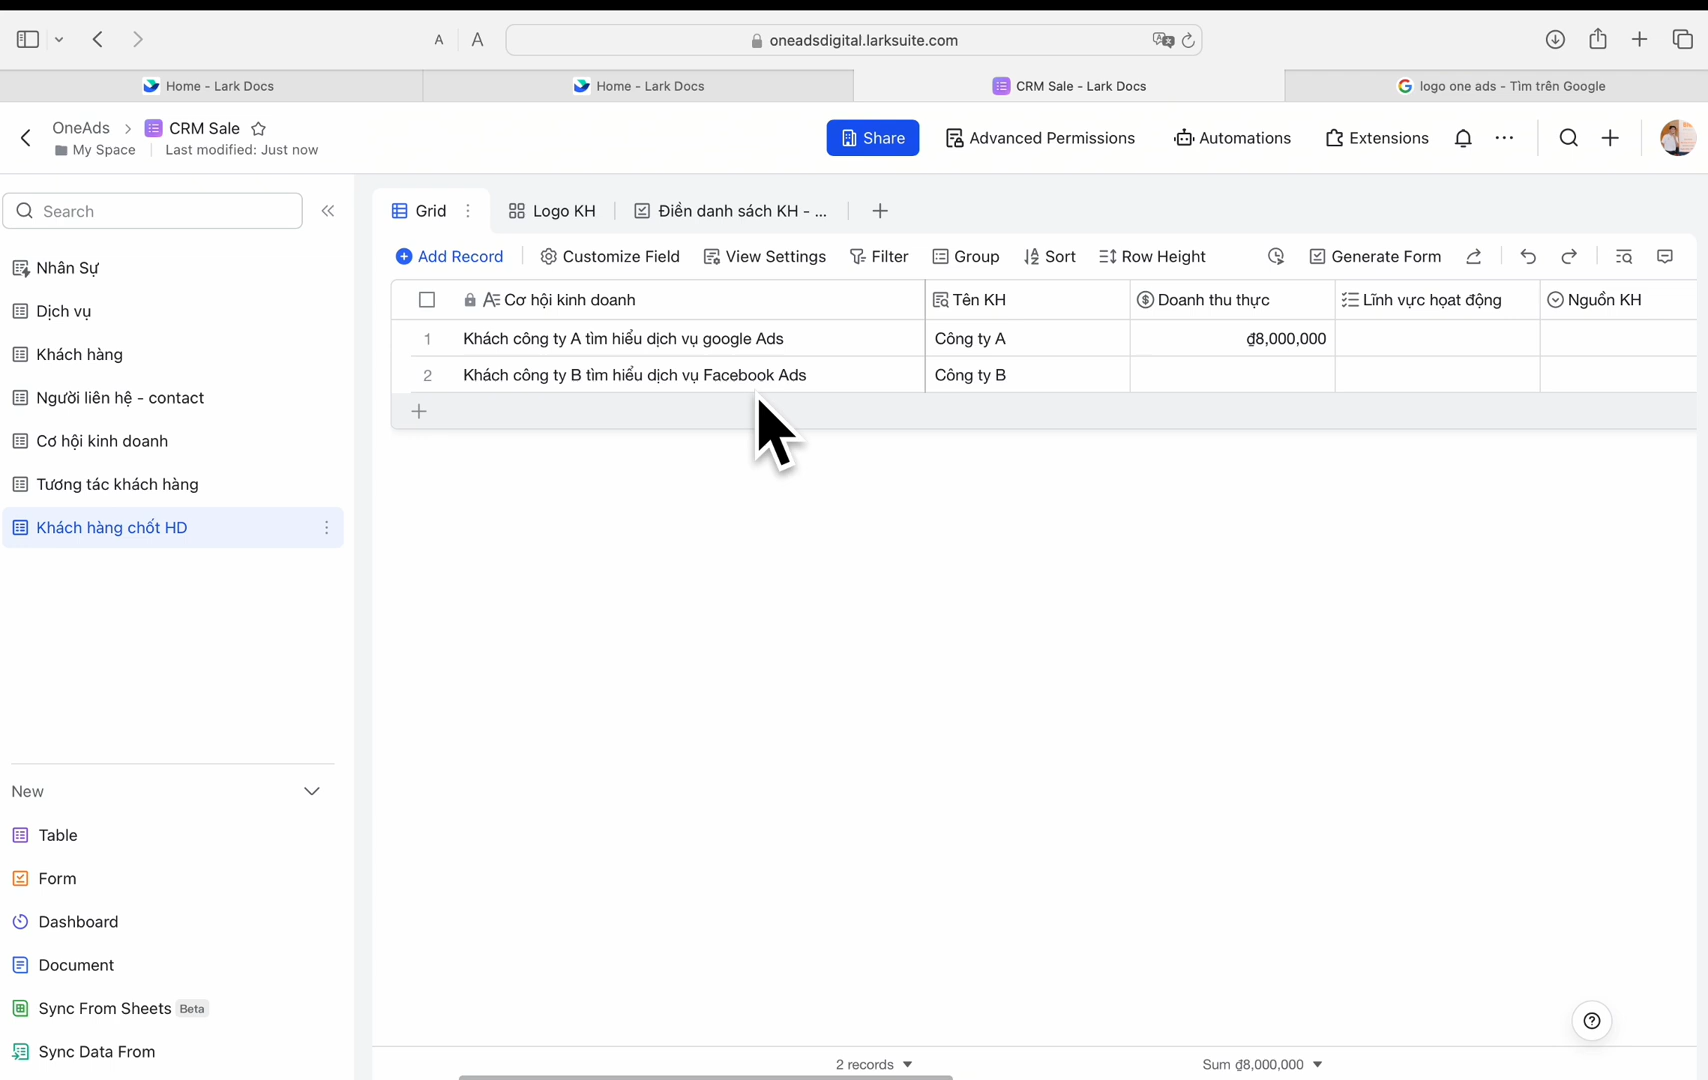 A A oneadsdigital.larksuite.com
Home - Lark Docs Home - Lark Docs CRM Sale - Lark Docs logo one ads - Tìm trên Google
OneAds > CRM Sale
My Space | Last modified: Just now
Share Advanced Permissions Automations Extensions
Search
Nhân Sự
Dịch vụ
Khách hàng
Người liên hệ - contact
Cơ hội kinh doanh
Tương tác khách hàng
Khách hàng chốt HD
New
Table
Form
Dashboard
Document
Sync From Sheets Beta
Sync Data From
Grid Logo KH Điền danh sách KH - ...
Add Record Customize Field View Settings Filter Group Sort Row Height Generate Form
Cơ hội kinh doanh Tên KH Doanh thu thực Lĩnh vực hoạt động Nguồn KH
1 Khách công ty A tìm hiểu dịch vụ google Ads Công ty A ₫8,000,000
2 Khách công ty B tìm hiểu dịch vụ Facebook Ads Công ty B
2 records Sum ₫8,000,000